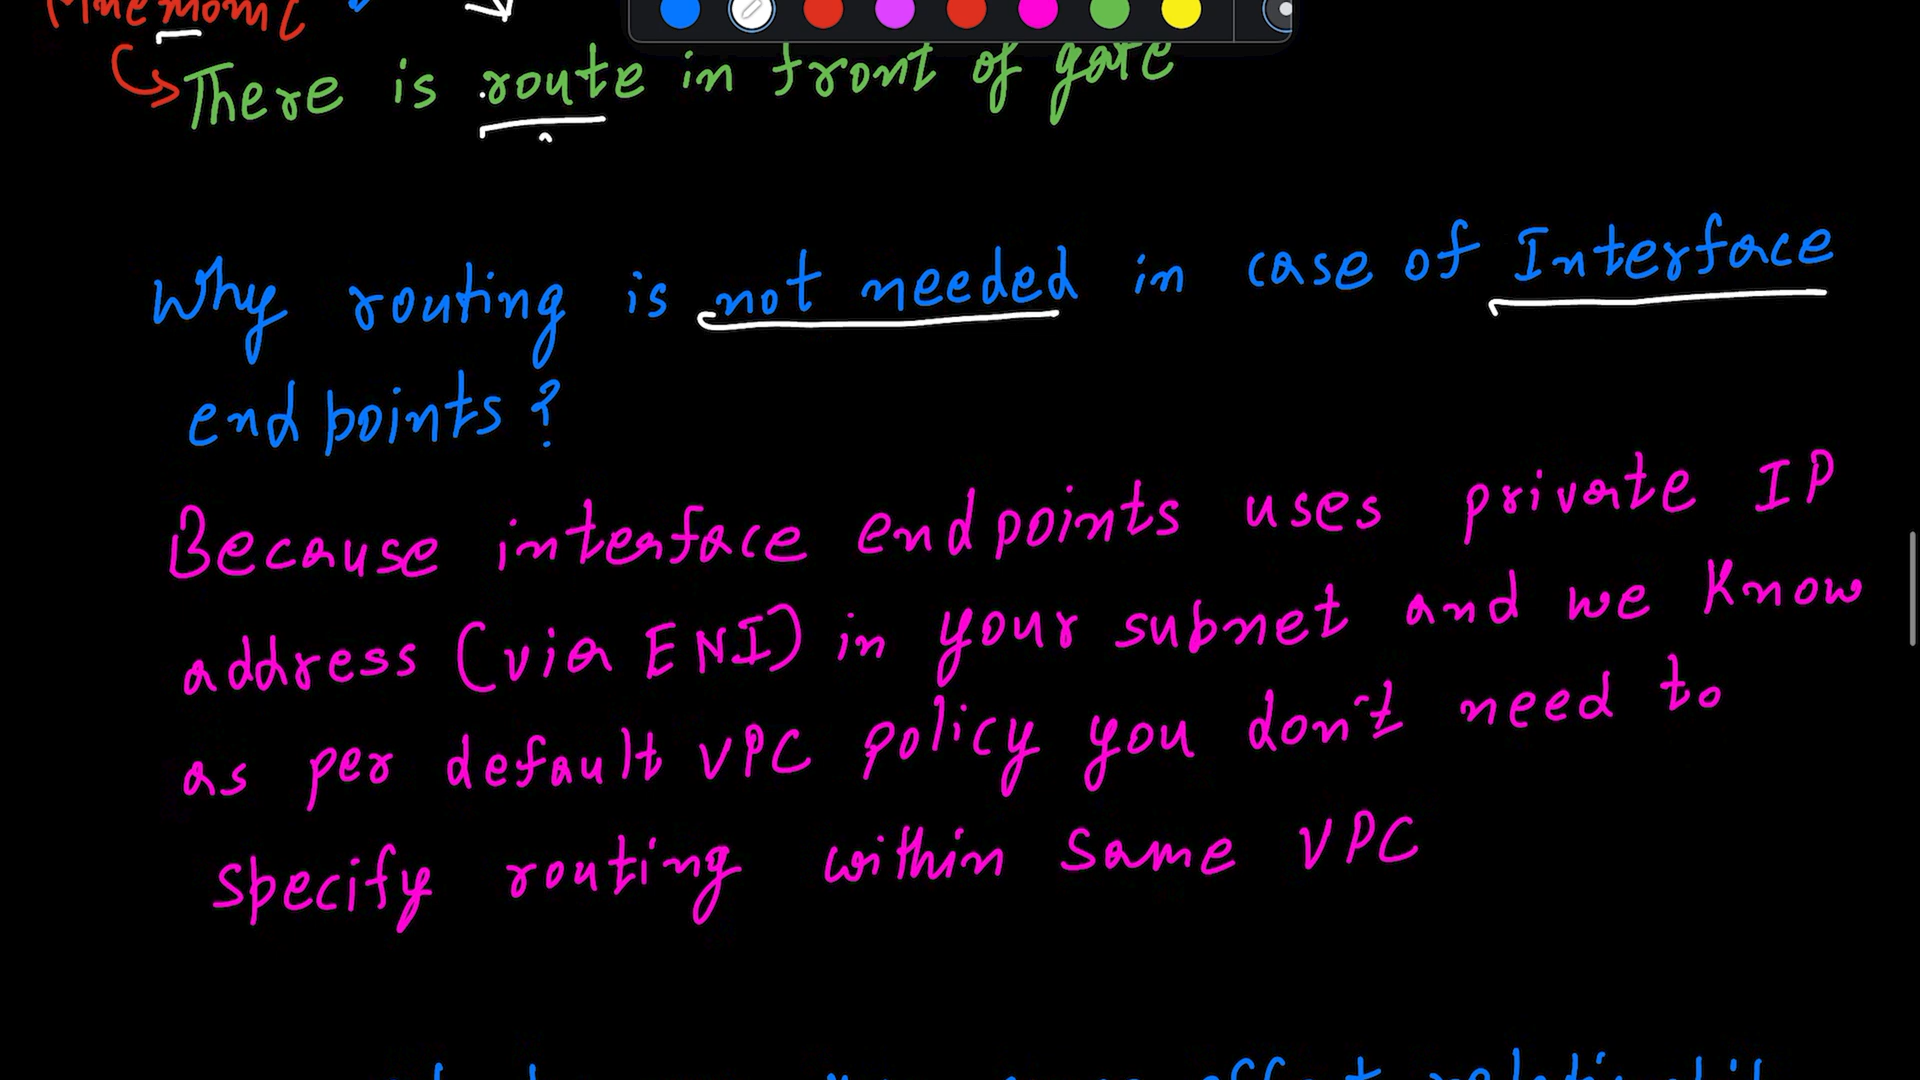 Mnemonic
There is route in front of gate
Why routing is not needed in case of Interface
endpoints?
Because interface endpoints uses private IP
address (via ENI) in your subnet and we know
as per default VPC policy you don't need to
specify routing within same VPC